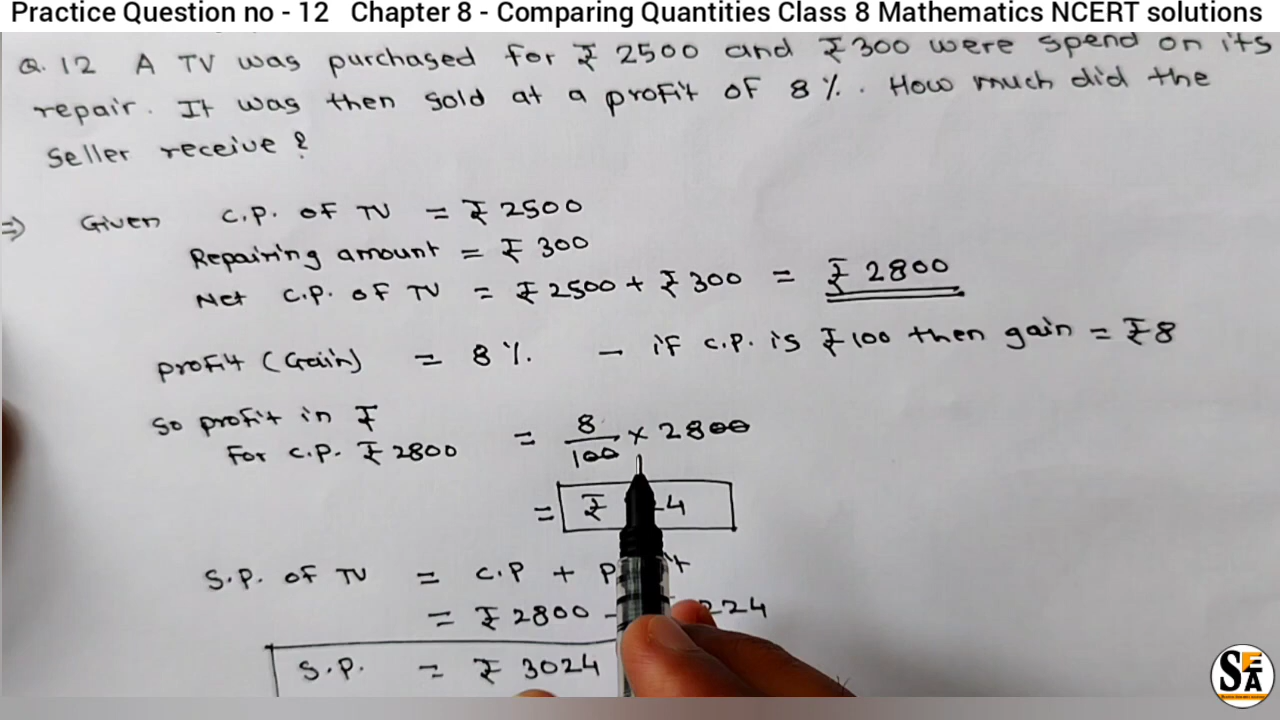 Practice Question no - 12 Chapter 8 - Comparing Quantities Class 8 Mathematics NCERT solutions
Q.12 A TV was purchased for ₹ 2500 and ₹300 were spend on its
repair. It was then sold at a profit of 8%. How much did the
seller receive?
⇒ Given C.P. of TV = ₹ 2500
Repairing amount = ₹ 300
Net C.P. of TV = ₹ 2500 + ₹ 300 = ₹ 2800
profit (Gain) = 8 %. – if C.P. is ₹100 then gain = ₹8
So profit in ₹
For C.P. ₹ 2800 = 8/100 × 2800
= ₹ 4
S.P. of TV = C.P + P
= ₹ 2800 224
S.P. = ₹ 3024
SFA